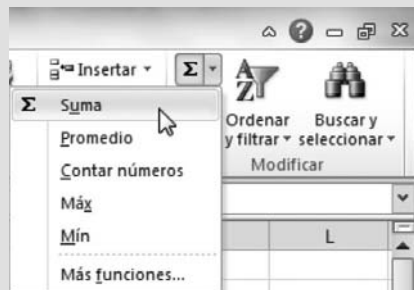 Insertar
Σ
Σ Suma
Promedio
Contar números
Máx
Mín
Más funciones...
A
Z
Ordenar
y filtrar
Buscar y
seleccionar
Modificar
L